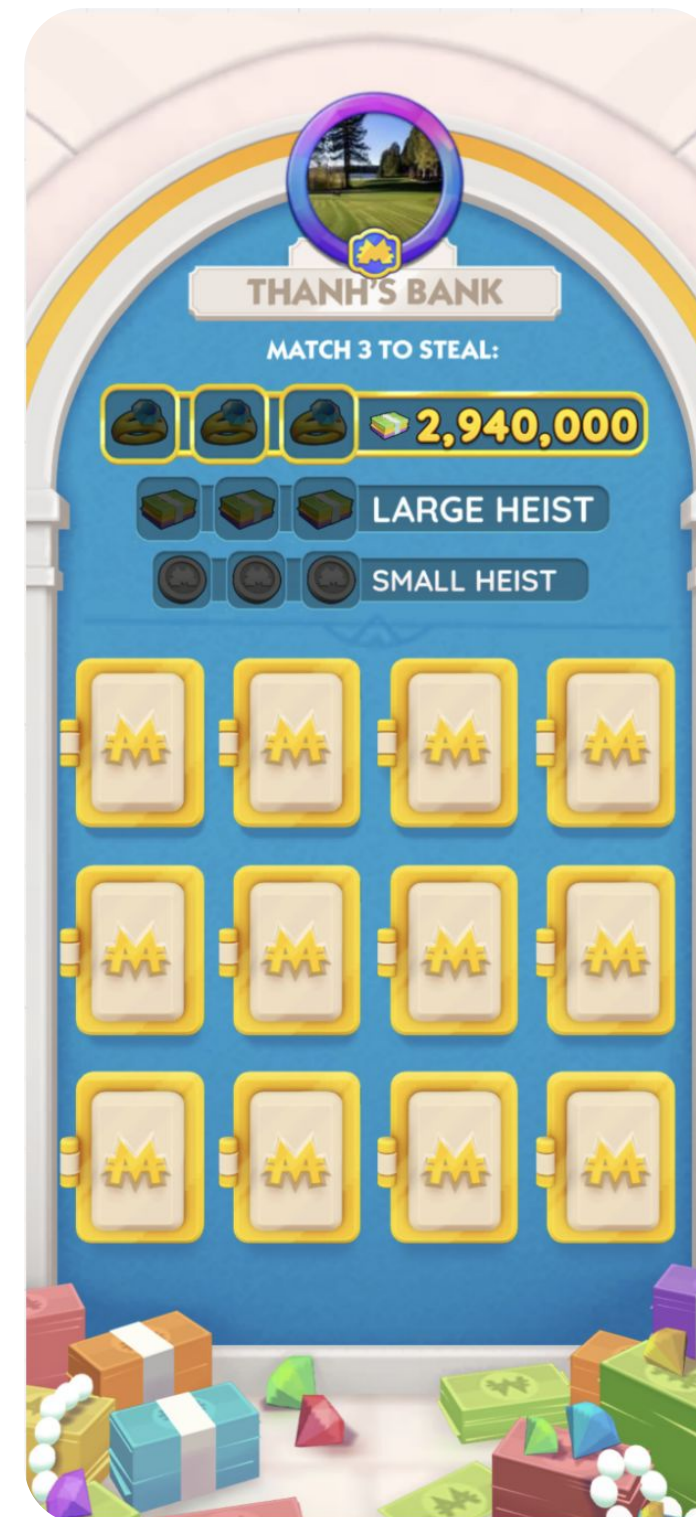 THANH'S BANK
MATCH 3 TO STEAL:
2,940,000
LARGE HEIST
SMALL HEIST